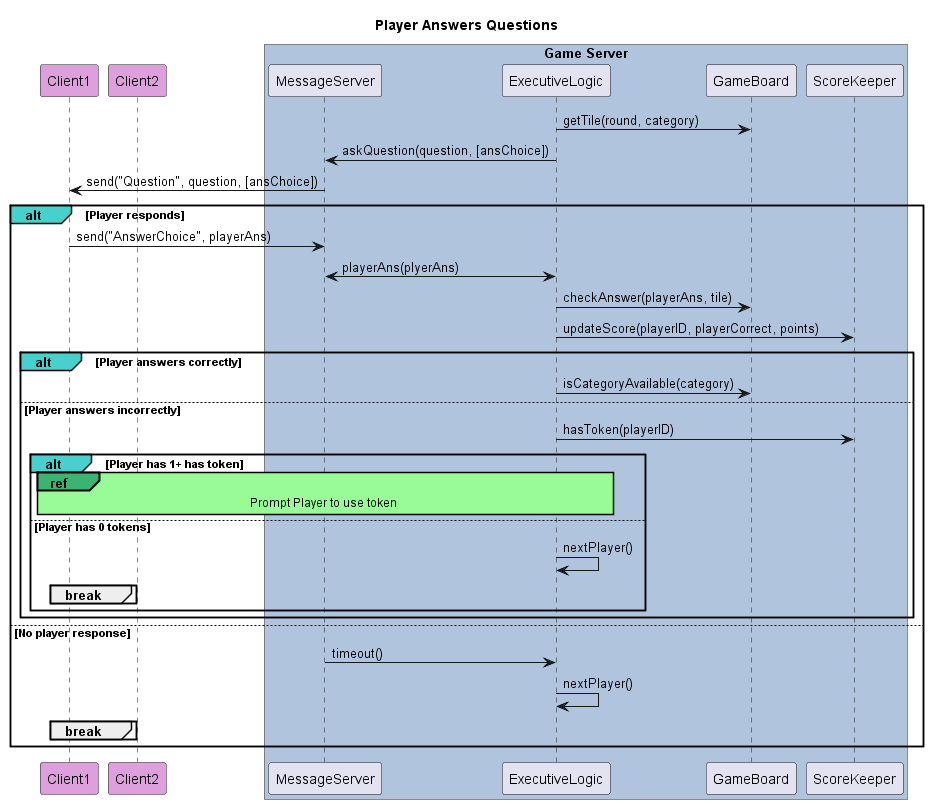 Player Answers Questions
Game Server
Client1 Client2 MessageServer ExecutiveLogic GameBoard ScoreKeeper
getTile(round, category)
askQuestion(question, [ansChoice])
send("Question", question, [ansChoice])
alt [Player responds]
send("AnswerChoice", playerAns)
playerAns(plyerAns)
checkAnswer(playerAns, tile)
updateScore(playerID, playerCorrect, points)
alt [Player answers correctly]
isCategoryAvailable(category)
[Player answers incorrectly]
hasToken(playerID)
alt [Player has 1+ has token]
ref
Prompt Player to use token
[Player has 0 tokens]
nextPlayer()
break
[No player response]
timeout()
nextPlayer()
break
Client1 Client2 MessageServer ExecutiveLogic GameBoard ScoreKeeper